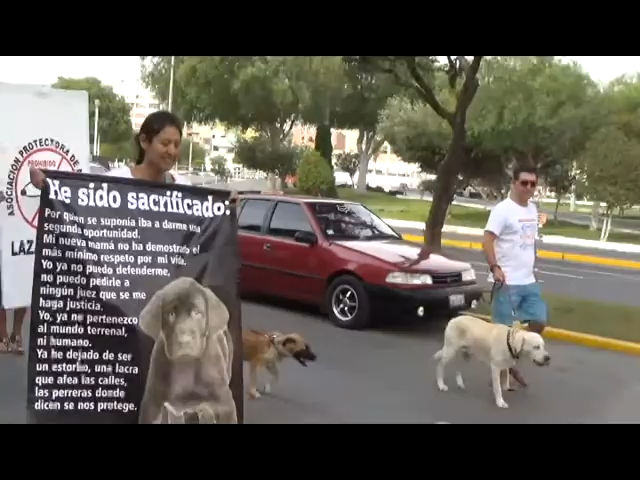 ASOCIACIÓN PROTECTORA DE
PROHIBIDO
LAZ
He sido sacrificado:
Por quien se suponía iba a darme una
segunda oportunidad.
Mi nueva mamá no ha demostrado el
más mínimo respeto por mi vida.
Yo ya no puedo defenderme,
no puedo pedirle a
ningún juez que se me
haga justicia.
Yo, ya no pertenezco
al mundo terrenal,
ni humano.
Ya he dejado de ser
un estorbo, una lacra
que afea las calles,
las perreras donde
dicen se nos protege.